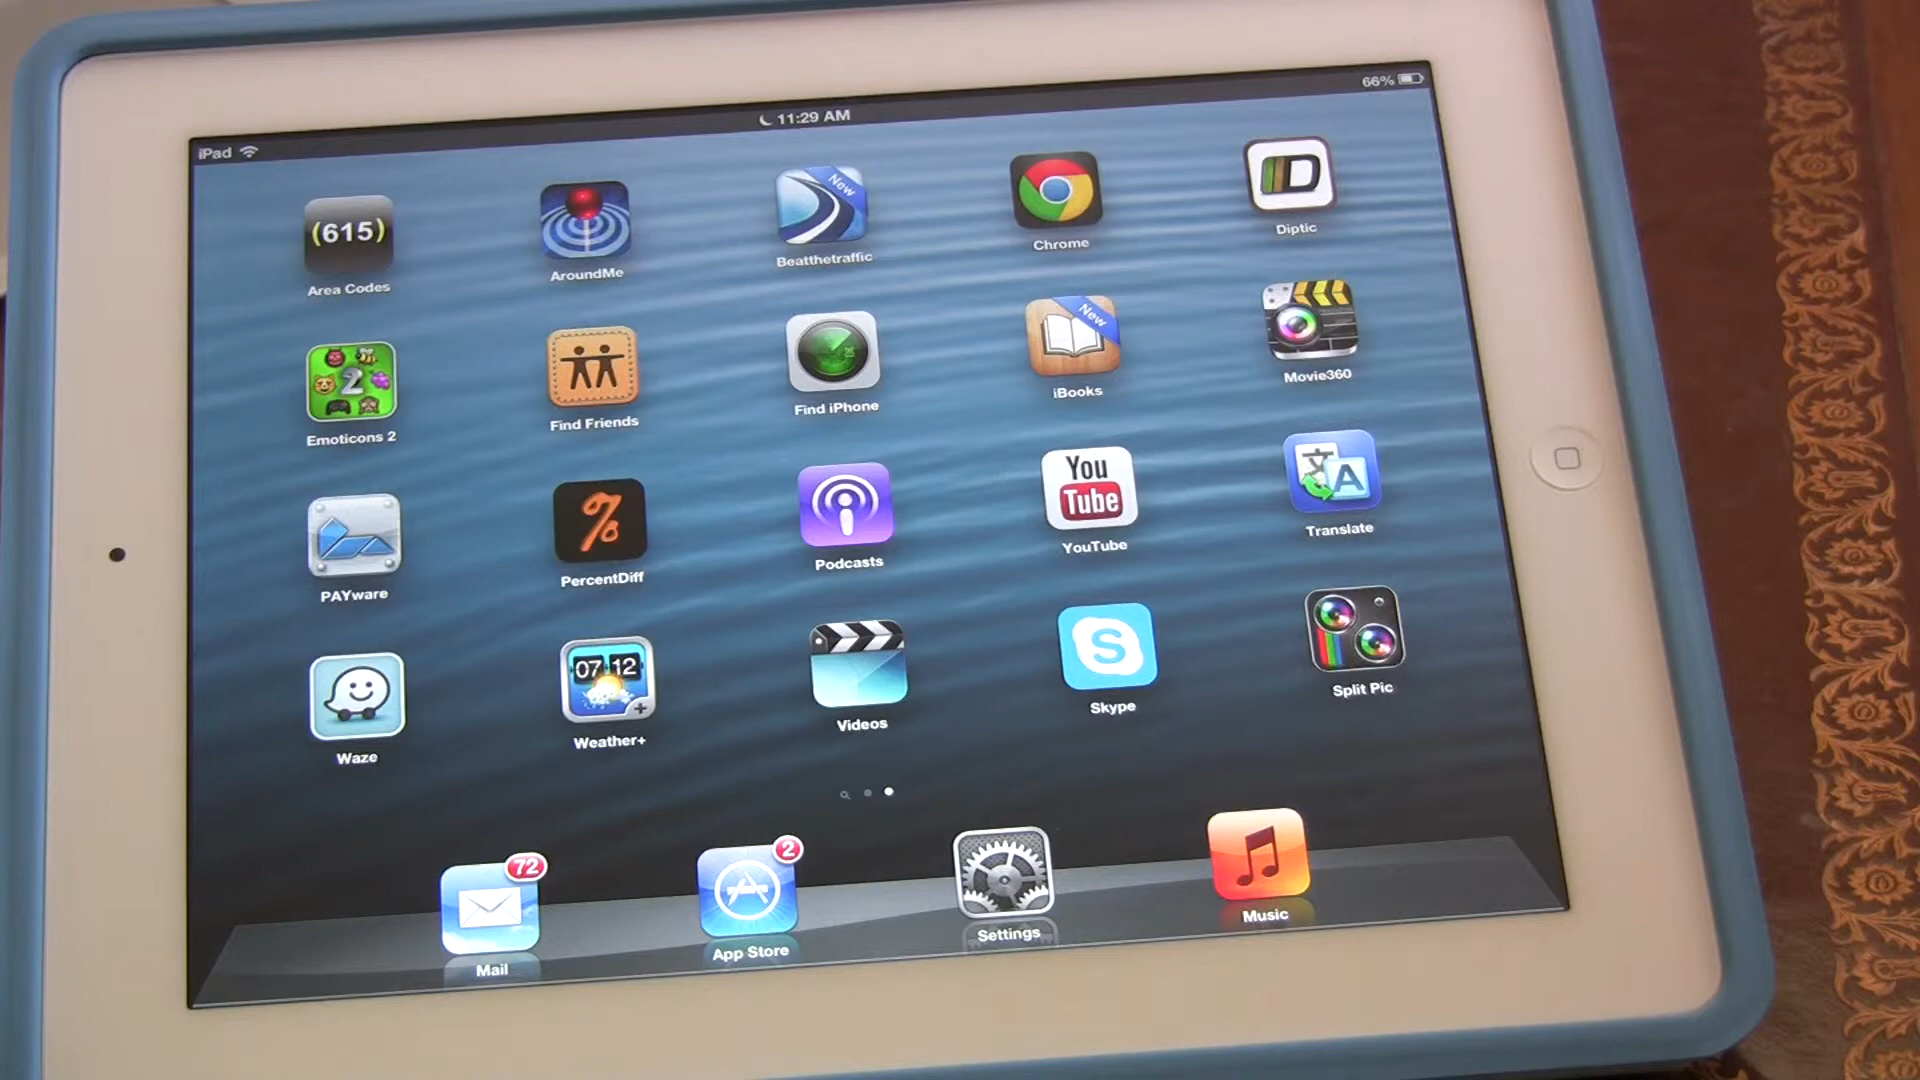 iPad
11:29 AM
66%
(615)
New
D
Area Codes
AroundMe
Beatthetraffic
Chrome
Diptic
2
New
Emoticons 2
Find Friends
Find iPhone
iBooks
Movie360
%
You
Tube
文
A
PAYware
PercentDiff
Podcasts
YouTube
Translate
07 12
S
Waze
Weather+
Videos
Skype
Split Pic
72
2
Mail
App Store
Settings
Music